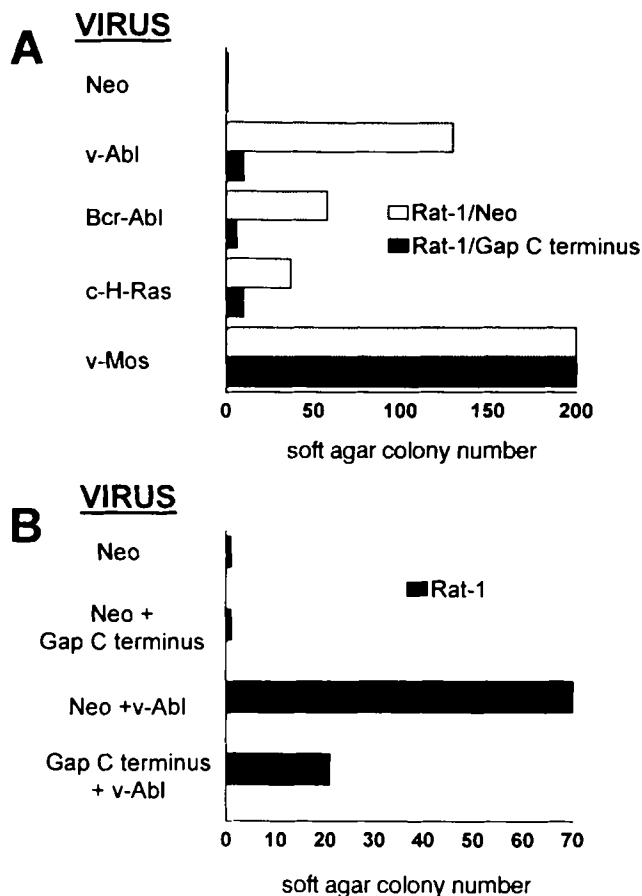 A
VIRUS
Neo
v-Abl
Bcr-Abl
c-H-Ras
v-Mos
Rat-1/Neo
Rat-1/Gap C terminus
0 50 100 150 200
soft agar colony number
B
VIRUS
Neo
Neo +
Gap C terminus
Neo +v-Abl
Gap C terminus
+ v-Abl
Rat-1
0 10 20 30 40 50 60 70
soft agar colony number